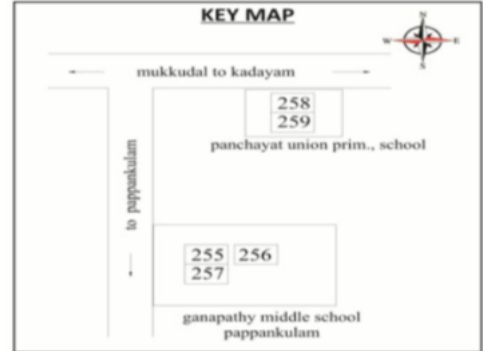 KEY MAP
N
W E
S
mukkudal to kadayam
258
259
panchayat union prim., school
to pappankulam
255 256
257
ganapathy middle school
pappankulam